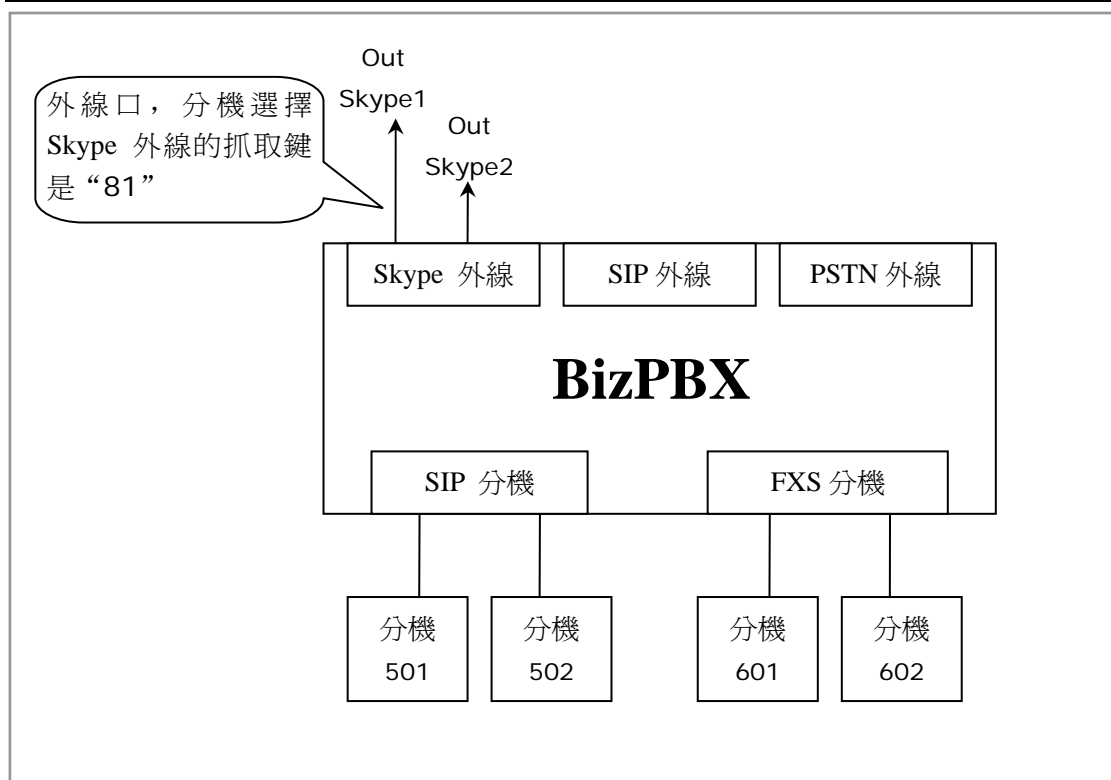 Out
Skype1
外線口，分機選擇
Skype 外線的抓取鍵
是“81”
Out
Skype2
Skype 外線
SIP 外線
PSTN 外線
BizPBX
SIP 分機
FXS 分機
分機
501
分機
502
分機
601
分機
602